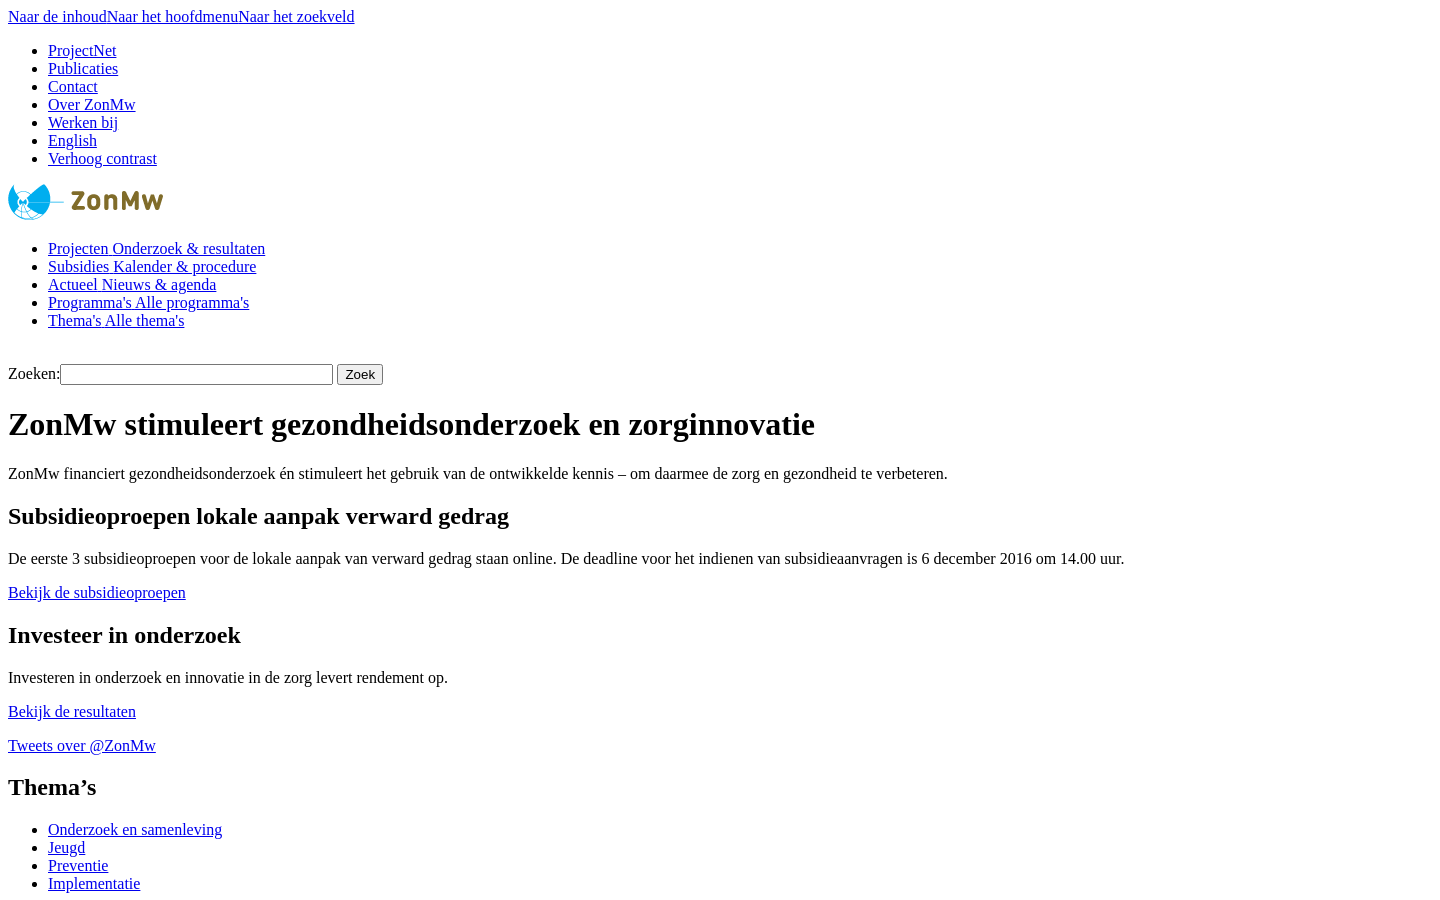 Naar de inhoudNaar het hoofdmenuNaar het zoekveld
ProjectNet
Publicaties
Contact
Over ZonMw
Werken bij
English
Verhoog contrast
ZonMw
Projecten Onderzoek & resultaten
Subsidies Kalender & procedure
Actueel Nieuws & agenda
Programma's Alle programma's
Thema's Alle thema's
Zoeken: Zoek
ZonMw stimuleert gezondheidsonderzoek en zorginnovatie
ZonMw financiert gezondheidsonderzoek én stimuleert het gebruik van de ontwikkelde kennis – om daarmee de zorg en gezondheid te verbeteren.
Subsidieoproepen lokale aanpak verward gedrag
De eerste 3 subsidieoproepen voor de lokale aanpak van verward gedrag staan online. De deadline voor het indienen van subsidieaanvragen is 6 december 2016 om 14.00 uur.
Bekijk de subsidieoproepen
Investeer in onderzoek
Investeren in onderzoek en innovatie in de zorg levert rendement op.
Bekijk de resultaten
Tweets over @ZonMw
Thema’s
Onderzoek en samenleving
Jeugd
Preventie
Implementatie